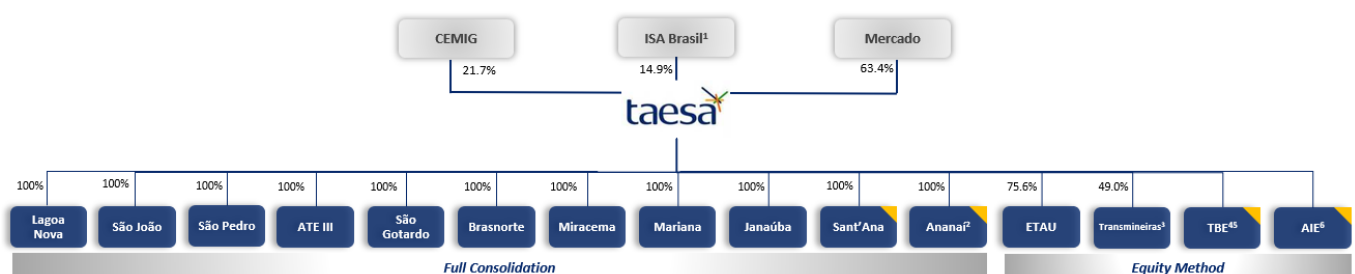 CEMIG
ISA Brasil¹
Mercado
21.7%
14.9%
63.4%
taesa
100%
100%
100%
100%
100%
100%
100%
100%
100%
100%
100%
75.6%
49.0%
Lagoa
Nova
São João
São Pedro
ATE III
São
Gotardo
Brasnorte
Miracema
Mariana
Janaúba
Sant'Ana
Ananaí²
ETAU
Transmineiras³
TBE⁴⁵
AIE⁶
Full Consolidation
Equity Method